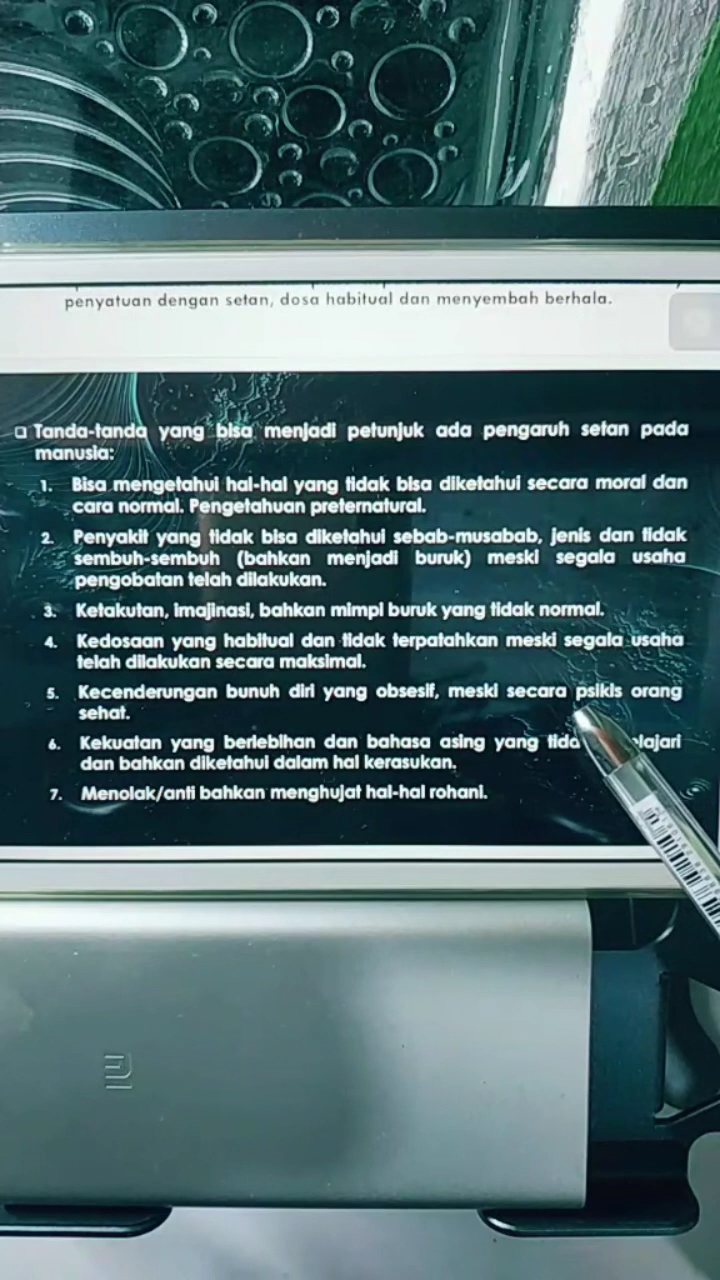 penyatuan dengan setan, dosa habitual dan menyembah berhala.
Tanda-tanda yang bisa menjadi petunjuk ada pengaruh setan pada
manusia:
1. Bisa mengetahui hal-hal yang tidak bisa diketahui secara moral dan
cara normal. Pengetahuan preternatural.
2. Penyakit yang tidak bisa diketahui sebab-musabab, jenis dan tidak
sembuh-sembuh (bahkan menjadi buruk) meski segala usaha
pengobatan telah dilakukan.
3. Ketakutan, imajinasi, bahkan mimpi buruk yang tidak normal.
4. Kedosaan yang habitual dan tidak terpatahkan meski segala usaha
telah dilakukan secara maksimal.
5. Kecenderungan bunuh diri yang obsesif, meski secara psikis orang
sehat.
6. Kekuatan yang berlebihan dan bahasa asing yang
dan bahkan diketahui dalam hal kerasukan.
7. Menolak/anti bahkan menghujat hal-hal rohani.